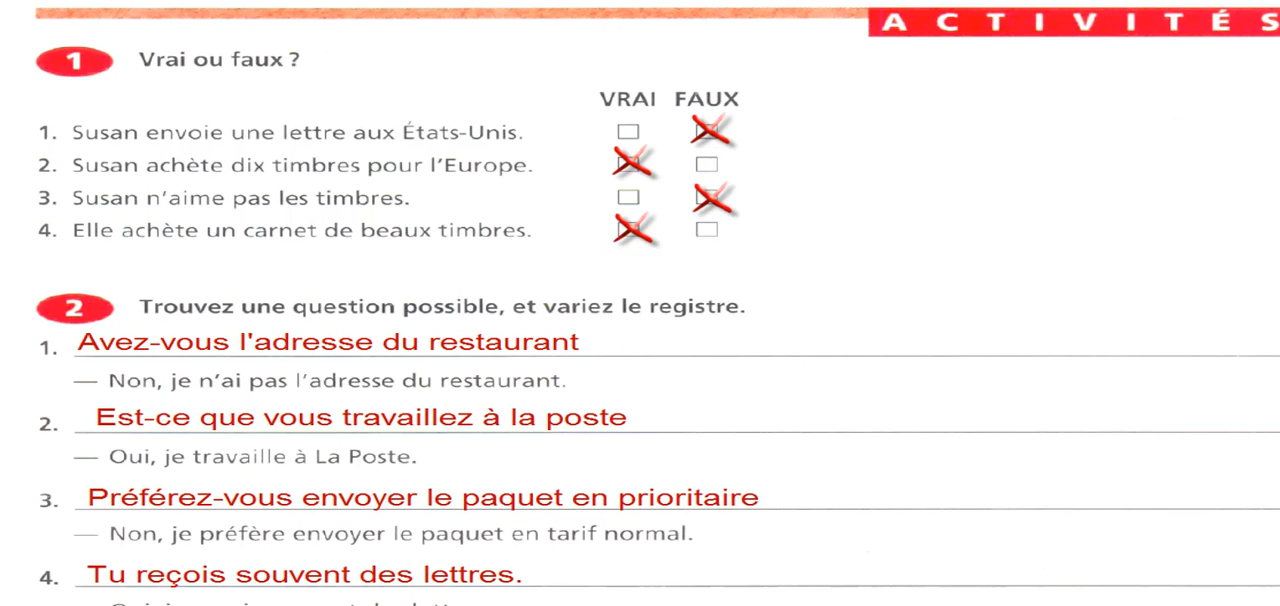 ACTIVITÉS
1 Vrai ou faux ?
VRAI FAUX
1. Susan envoie une lettre aux États-Unis.
2. Susan achète dix timbres pour l'Europe.
3. Susan n'aime pas les timbres.
4. Elle achète un carnet de beaux timbres.
2 Trouvez une question possible, et variez le registre.
1. Avez-vous l'adresse du restaurant
— Non, je n'ai pas l'adresse du restaurant.
2. Est-ce que vous travaillez à la poste
— Oui, je travaille à La Poste.
3. Préférez-vous envoyer le paquet en prioritaire
— Non, je préfère envoyer le paquet en tarif normal.
4. Tu reçois souvent des lettres.